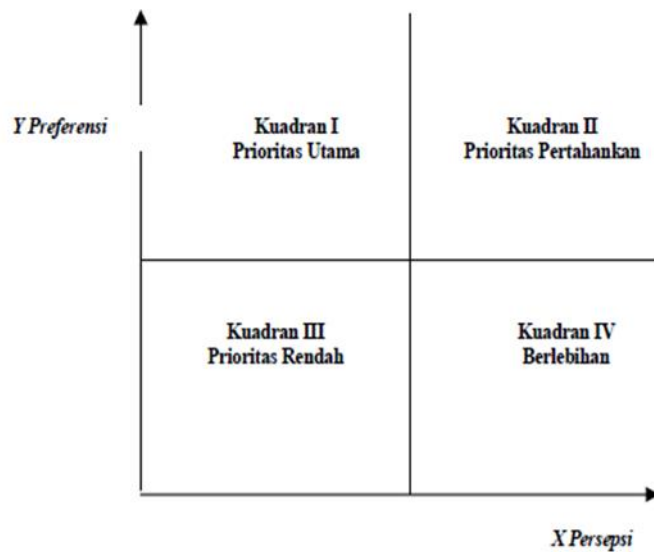 Y Preferensi
Kuadran I
Prioritas Utama
Kuadran II
Prioritas Pertahankan
Kuadran III
Prioritas Rendah
Kuadran IV
Berlebihan
X Persepsi